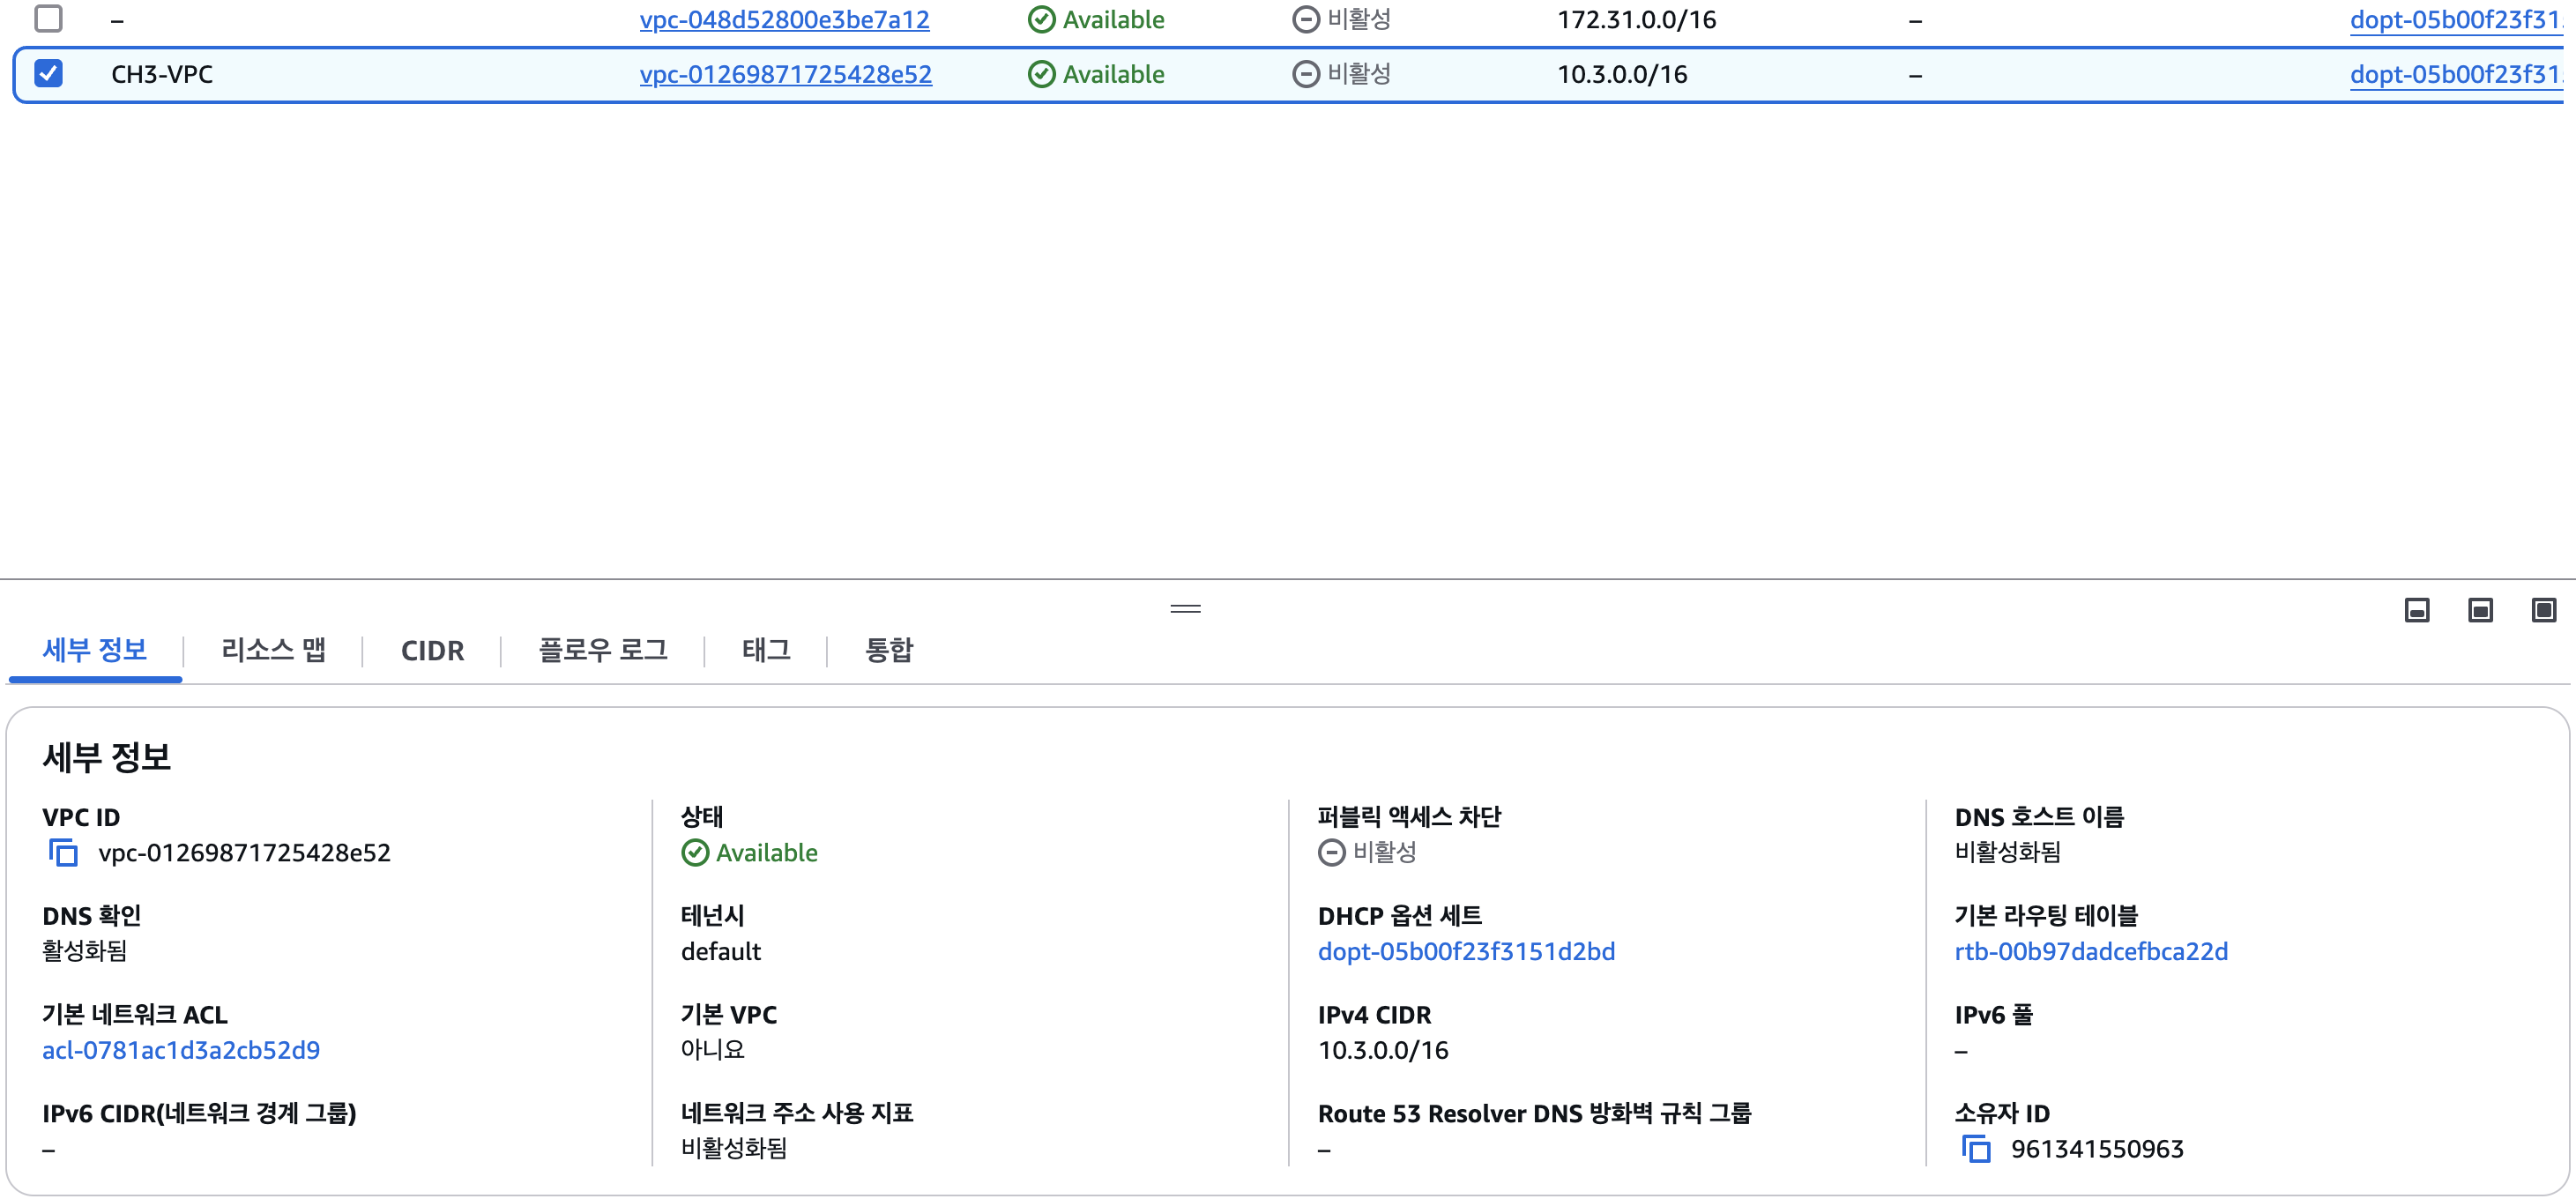 – vpc-048d52800e3be7a12 Available 비활성 172.31.0.0/16 – dopt-05b00f23f31
CH3-VPC vpc-01269871725428e52 Available 비활성 10.3.0.0/16 – dopt-05b00f23f31
세부 정보 리소스 맵 CIDR 플로우 로그 태그 통합
세부 정보
VPC ID 상태 퍼블릭 액세스 차단 DNS 호스트 이름
vpc-01269871725428e52 Available 비활성 비활성화됨
DNS 확인 테넌시 DHCP 옵션 세트 기본 라우팅 테이블
활성화됨 default dopt-05b00f23f3151d2bd rtb-00b97dadcefbca22d
기본 네트워크 ACL 기본 VPC IPv4 CIDR IPv6 풀
acl-0781ac1d3a2cb52d9 아니요 10.3.0.0/16 –
IPv6 CIDR(네트워크 경계 그룹) 네트워크 주소 사용 지표 Route 53 Resolver DNS 방화벽 규칙 그룹 소유자 ID
– 비활성화됨 – 961341550963